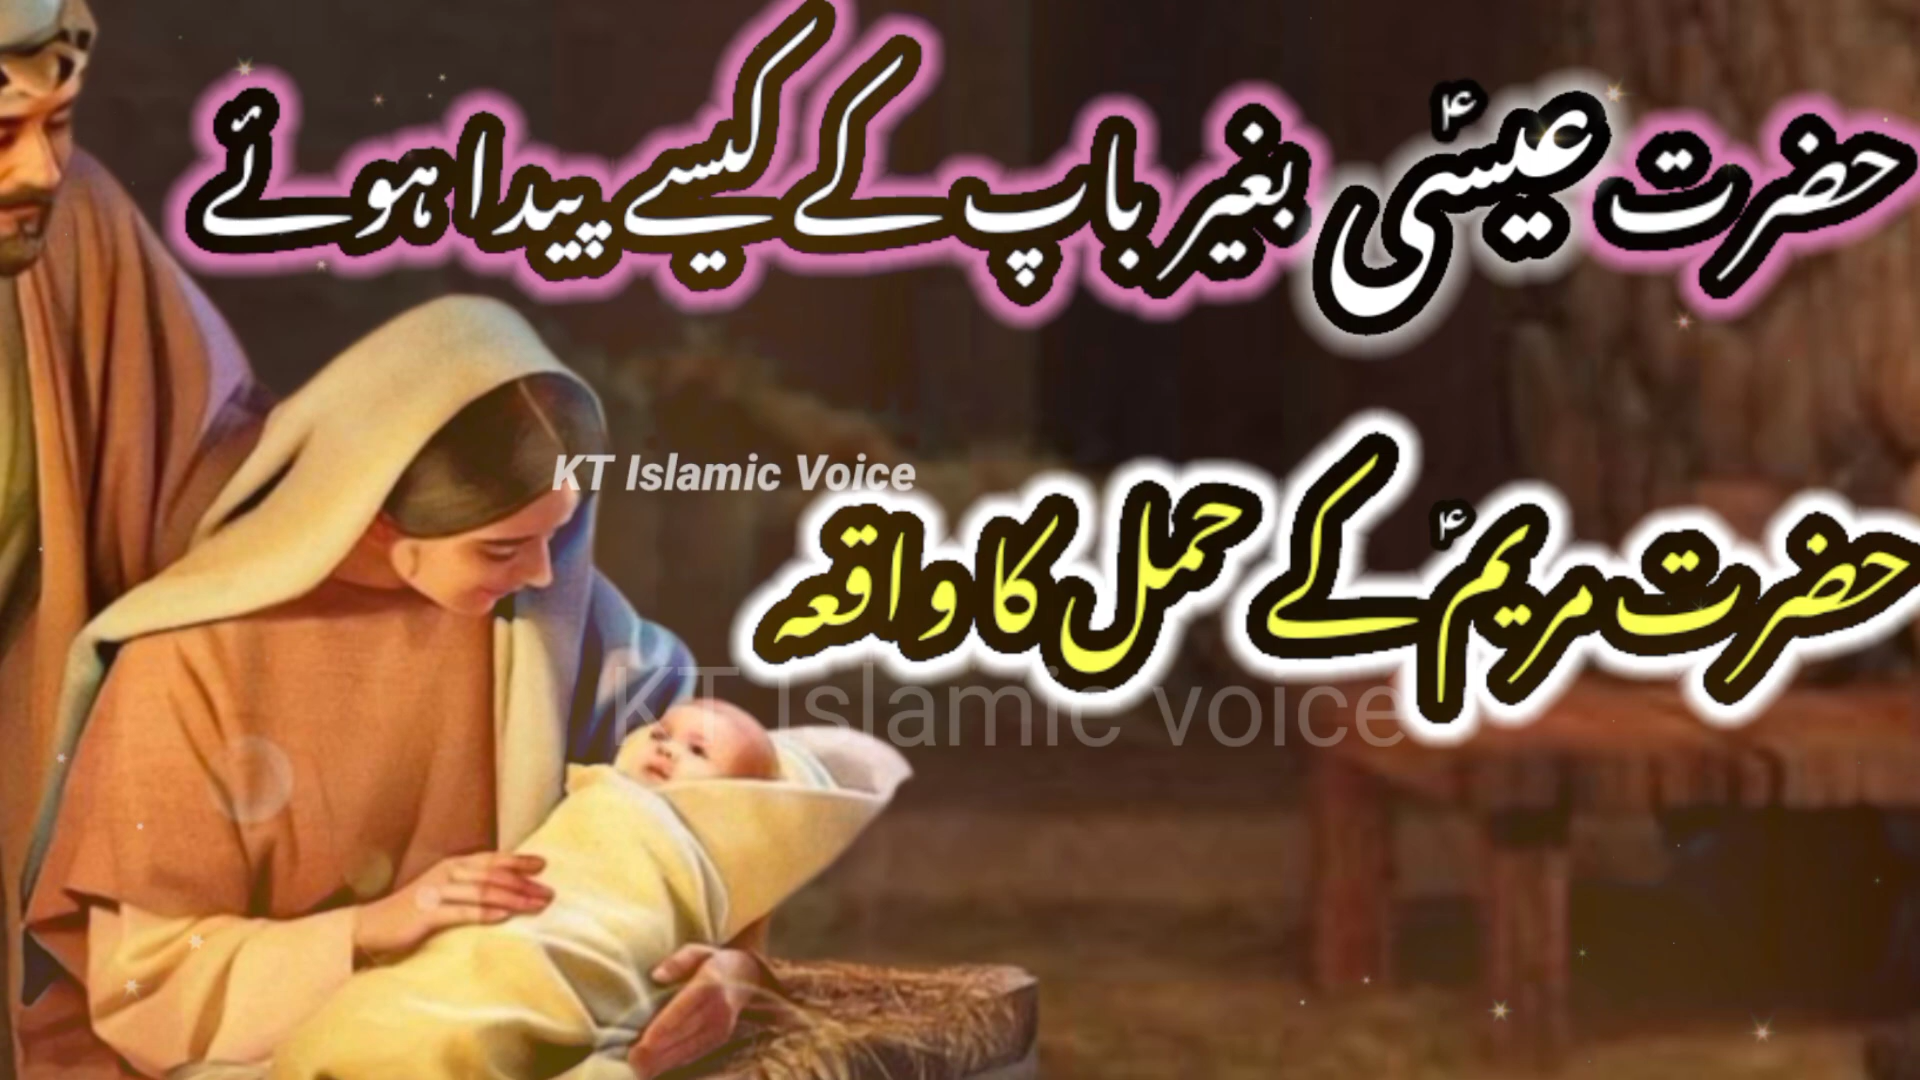 حضرت عیسیٰؑ بغیر باپ کے کیسے پیدا ہوئے
KT Islamic Voice
حضرت مریمؑ کے حمل کا واقعہ
KT Islamic voice